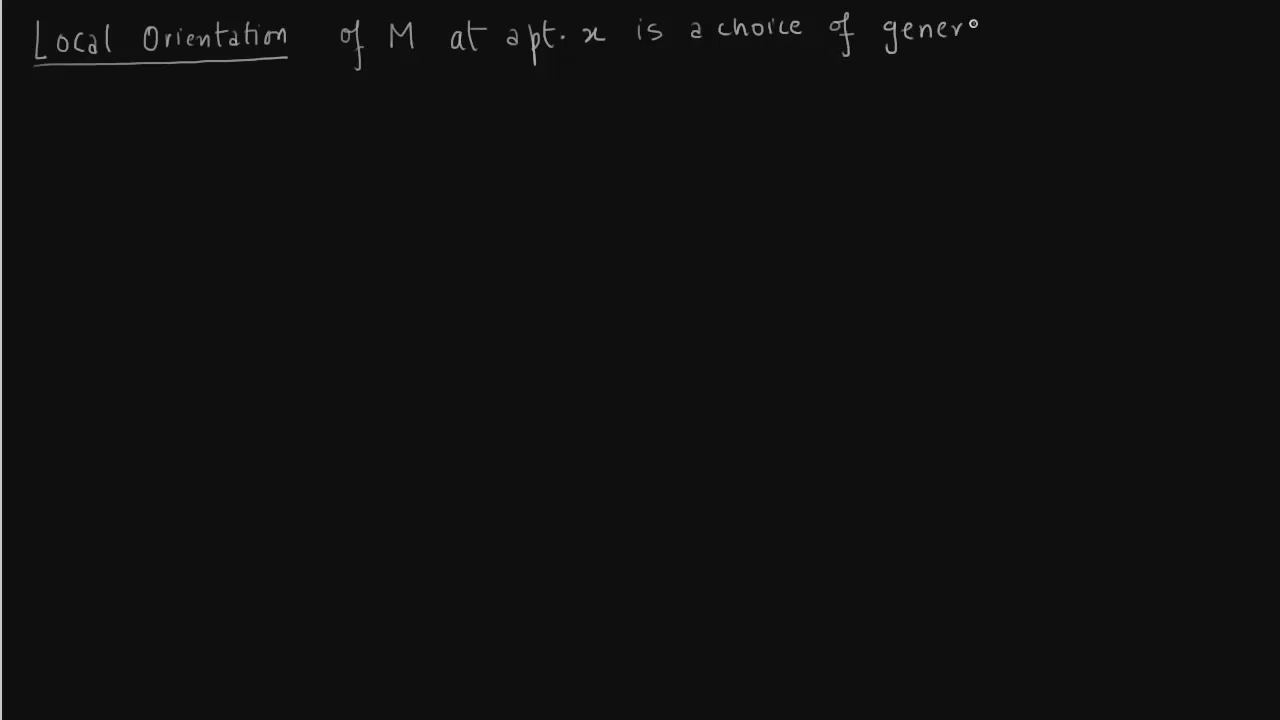 Local Orientation of M at a pt. x is a choice of gener